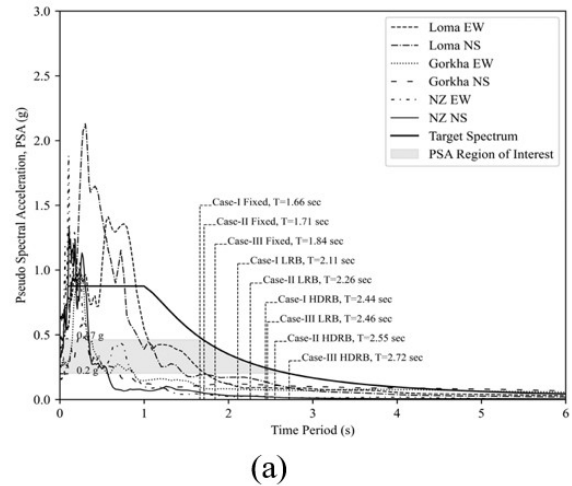 3.0
2.5
2.0
1.5
1.0
0.5
0.0
Pseudo Spectral Acceleration, PSA (g)
Loma EW
Loma NS
Gorkha EW
Gorkha NS
NZ EW
NZ NS
Target Spectrum
PSA Region of Interest
Case-I Fixed, T=1.66 sec
Case-II Fixed, T=1.71 sec
Case-III Fixed, T=1.84 sec
Case-I LRB, T=2.11 sec
Case-II LRB, T=2.26 sec
Case-I HDRB, T=2.44 sec
Case-III LRB, T=2.46 sec
Case-II HDRB, T=2.55 sec
Case-III HDRB, T=2.72 sec
0.47 g
0.2 g
0 1 2 3 4 5 6
Time Period (s)
(a)